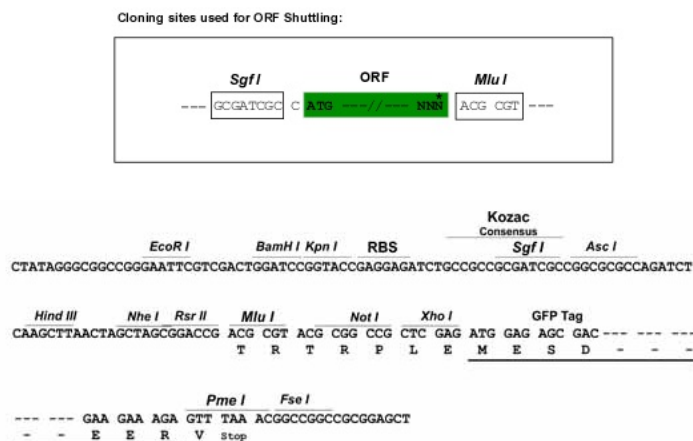 Cloning sites used for ORF Shuttling:
Sgf I ORF Mlu I
--- GCGATCGC C ATG ---//--- NNN* ACG CGT ---
Kozac
Consensus
EcoR I BamH I Kpn I RBS Sgf I Asc I
CTATAGGGCGGCCGGGAATTCGTCGACTGGATCCGGTACCGAGGAGATCTGCCGCCGCGATCGCCGGCGCGCCAGATCT
Hind III Nhe I Rsr II Mlu I Not I Xho I GFP Tag
CAAGCTTAACTAGCTAGCGGACCG ACG CGT ACG CGG CCG CTC GAG ATG GAG AGC GAC --- --- ---
T R T R P L E M E S D - - -
Pme I Fse I
--- --- GAA GAA AGA GTT TAA ACGGCCGGCCGCGGAGCT
- - E E R V Stop